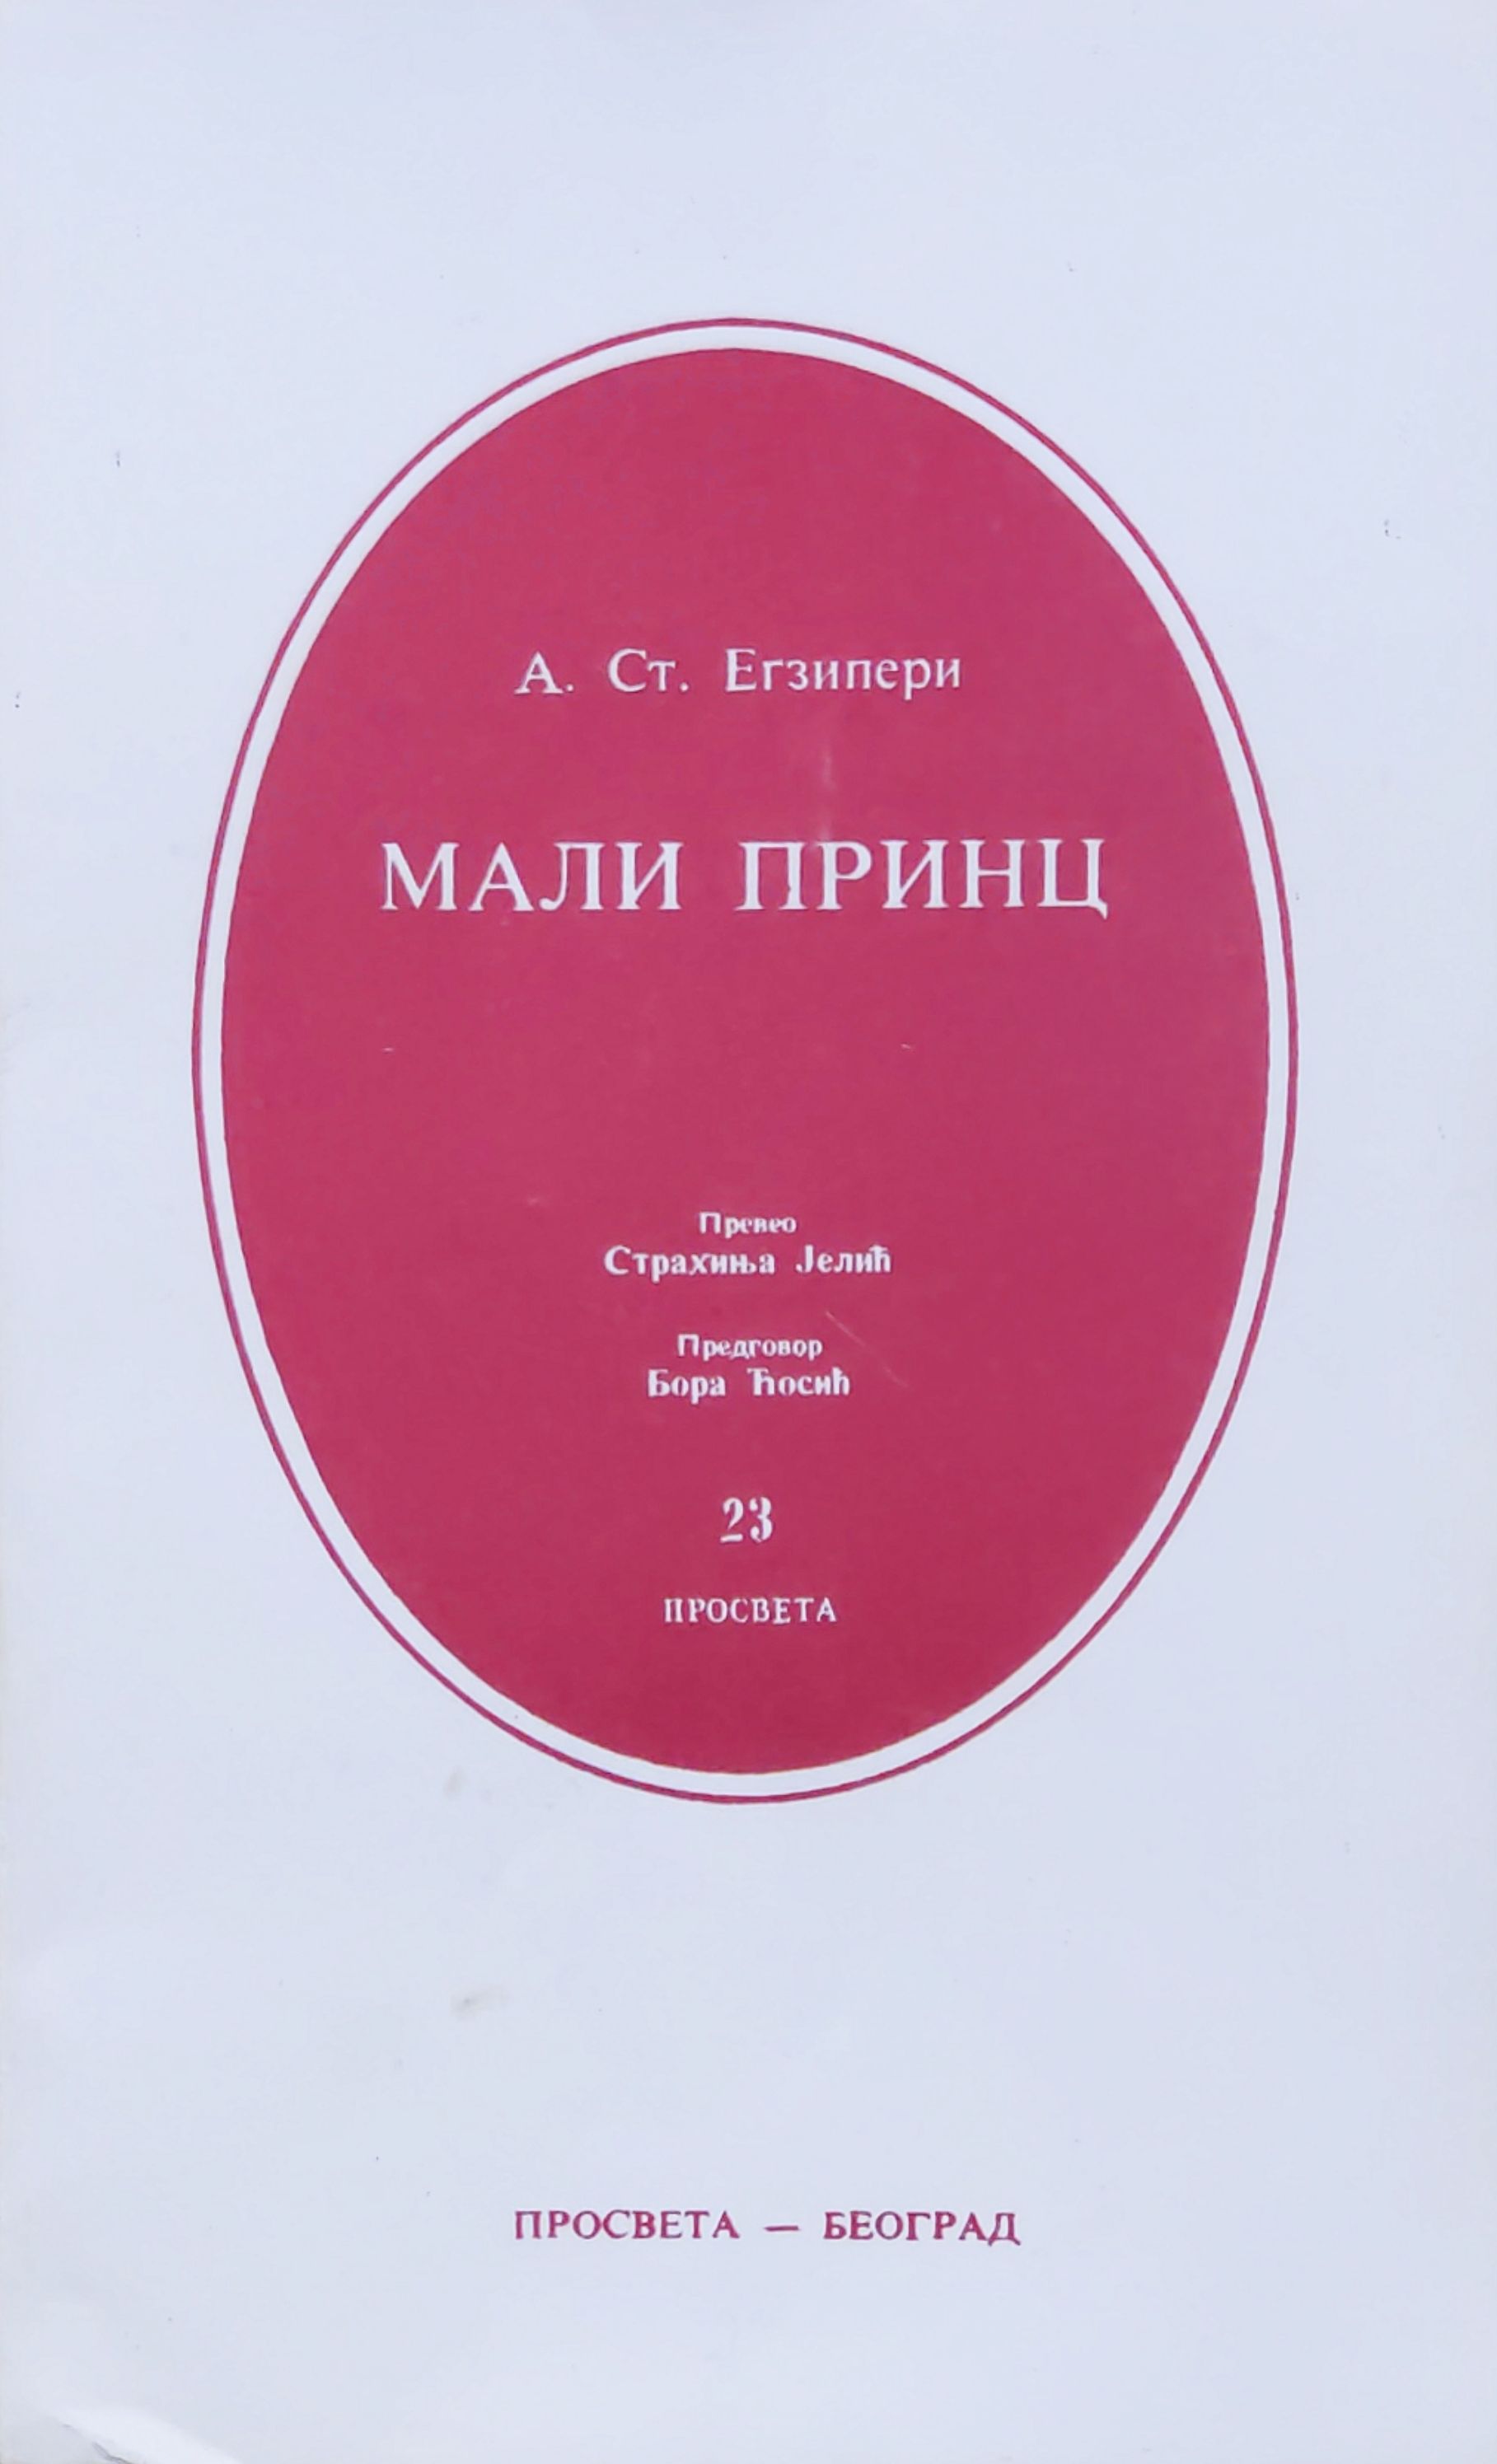 А. Ст. Егзипери
МАЛИ ПРИНЦ
Превео
Страхиња Јелић
Предговор
Бора Ћосић
23
ПРОСВЕТА
ПРОСВЕТА — БЕОГРАД